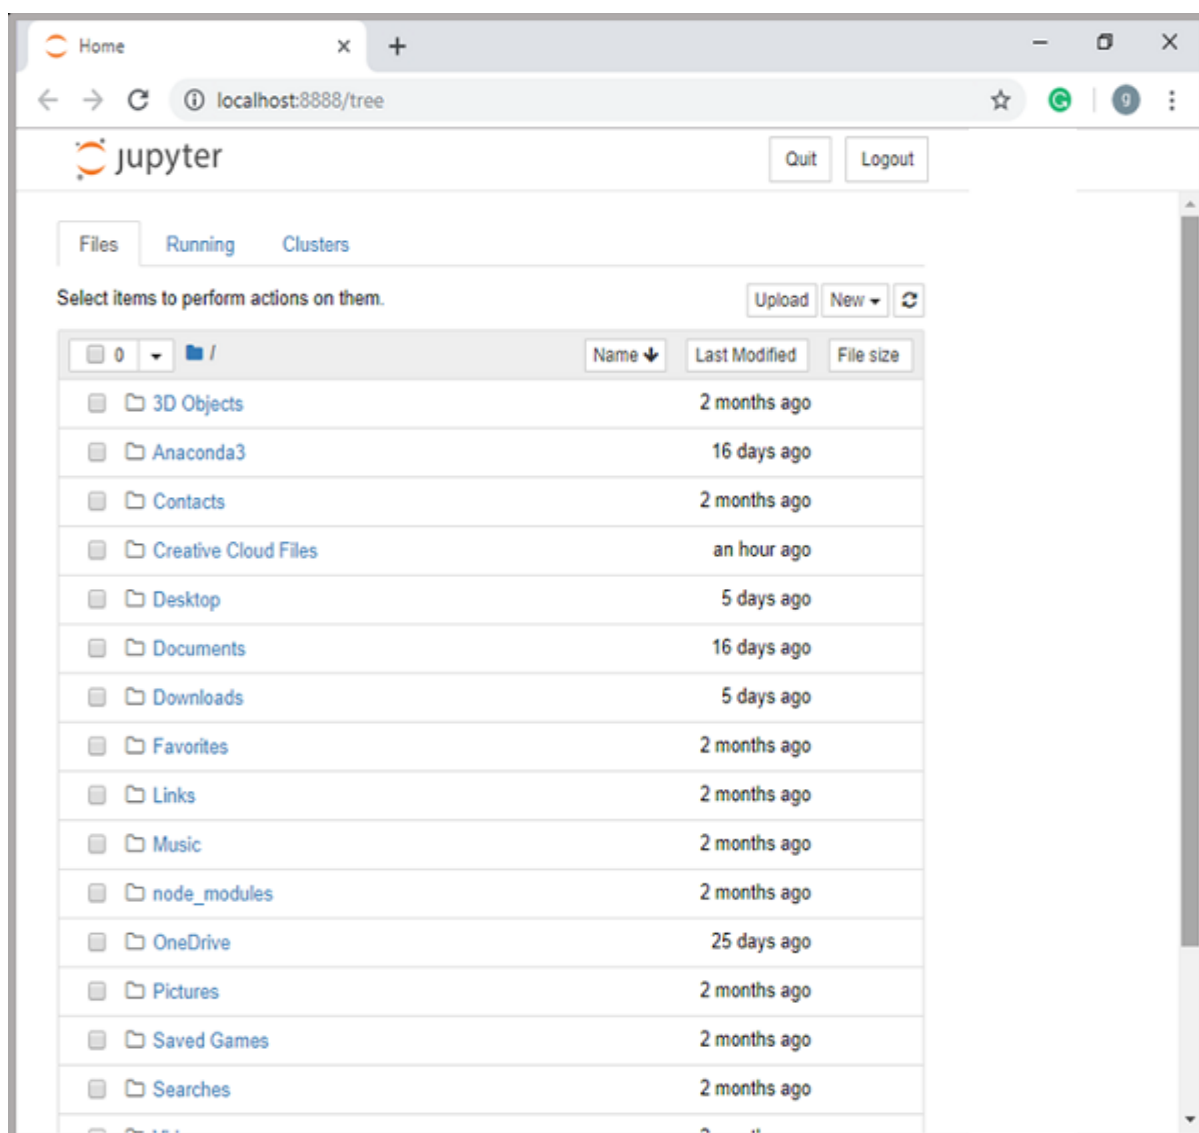 Home
localhost:8888/tree
g
jupyter Quit Logout
Files Running Clusters
Select items to perform actions on them. Upload New
0 / Name Last Modified File size
3D Objects 2 months ago
Anaconda3 16 days ago
Contacts 2 months ago
Creative Cloud Files an hour ago
Desktop 5 days ago
Documents 16 days ago
Downloads 5 days ago
Favorites 2 months ago
Links 2 months ago
Music 2 months ago
node_modules 2 months ago
OneDrive 25 days ago
Pictures 2 months ago
Saved Games 2 months ago
Searches 2 months ago